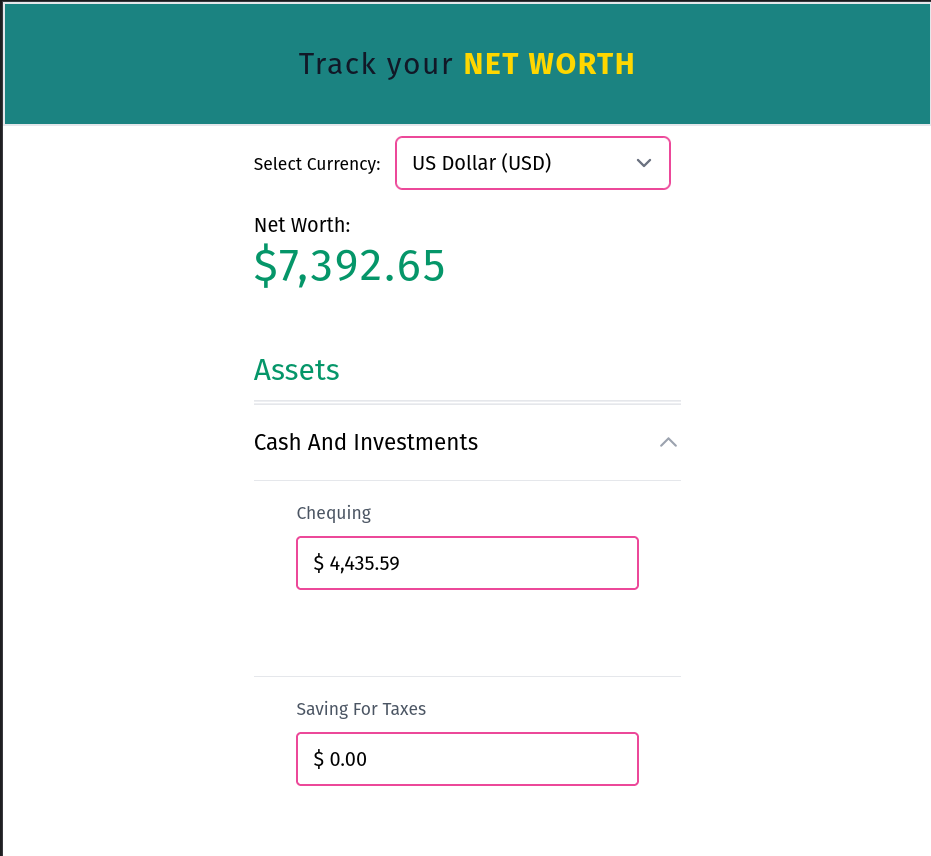 Track your NET WORTH
Select Currency: US Dollar (USD)
Net Worth:
$7,392.65
Assets
Cash And Investments
Chequing
$ 4,435.59
Saving For Taxes
$ 0.00